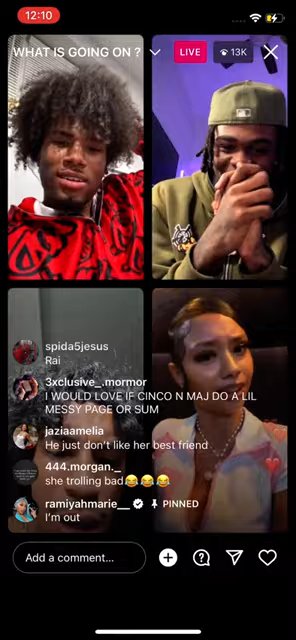 12:10
WHAT IS GOING ON ?
LIVE
13K
spida5jesus
Rai
3xclusive_.mormor
I WOULD LOVE IF CINCO N MAJ DO A LIL
MESSY PAGE OR SUM
jaziaamelia
He just don't like her best friend
444.morgan._
she trolling bad😂😂😂
ramiyahmarie__ PINNED
I'm out
Add a comment...